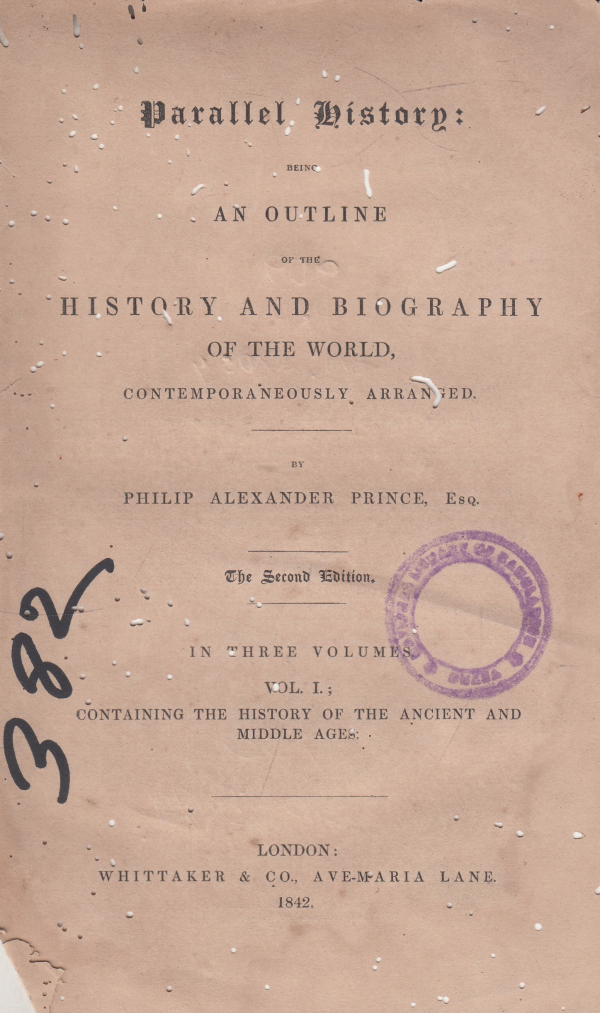 Parallel History:
BEING
AN OUTLINE
OF THE
HISTORY AND BIOGRAPHY
OF THE WORLD,
CONTEMPORANEOUSLY ARRANGED.
BY
PHILIP ALEXANDER PRINCE, Esq.
The Second Edition.
IN THREE VOLUMES.
VOL. I.;
CONTAINING THE HISTORY OF THE ANCIENT AND
MIDDLE AGES:
LONDON:
WHITTAKER & CO., AVE-MARIA LANE.
1842.
382
OF BANGLADESH